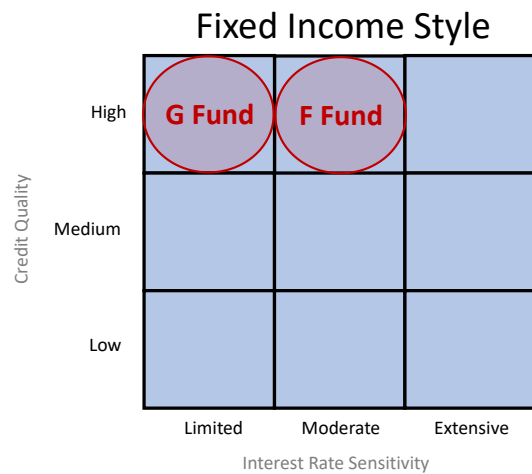 Fixed Income Style
High
G Fund
F Fund
Credit Quality
Medium
Low
Limited
Moderate
Extensive
Interest Rate Sensitivity